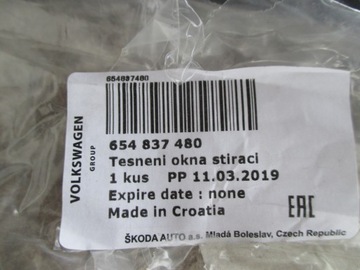 654837480
VOLKSWAGEN
GROUP
654 837 480
Tesneni okna stiraci
1 kus PP 11.03.2019
Expire date : none
Made in Croatia
EAC
ŠKODA AUTO a.s. Mladá Boleslav, Czech Republic